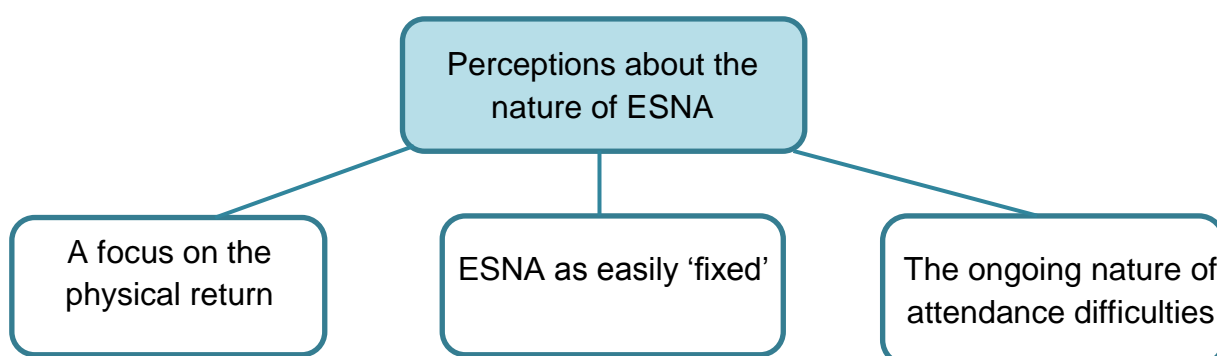 Perceptions about the
nature of ESNA
A focus on the
physical return
ESNA as easily ‘fixed’
The ongoing nature of
attendance difficulties